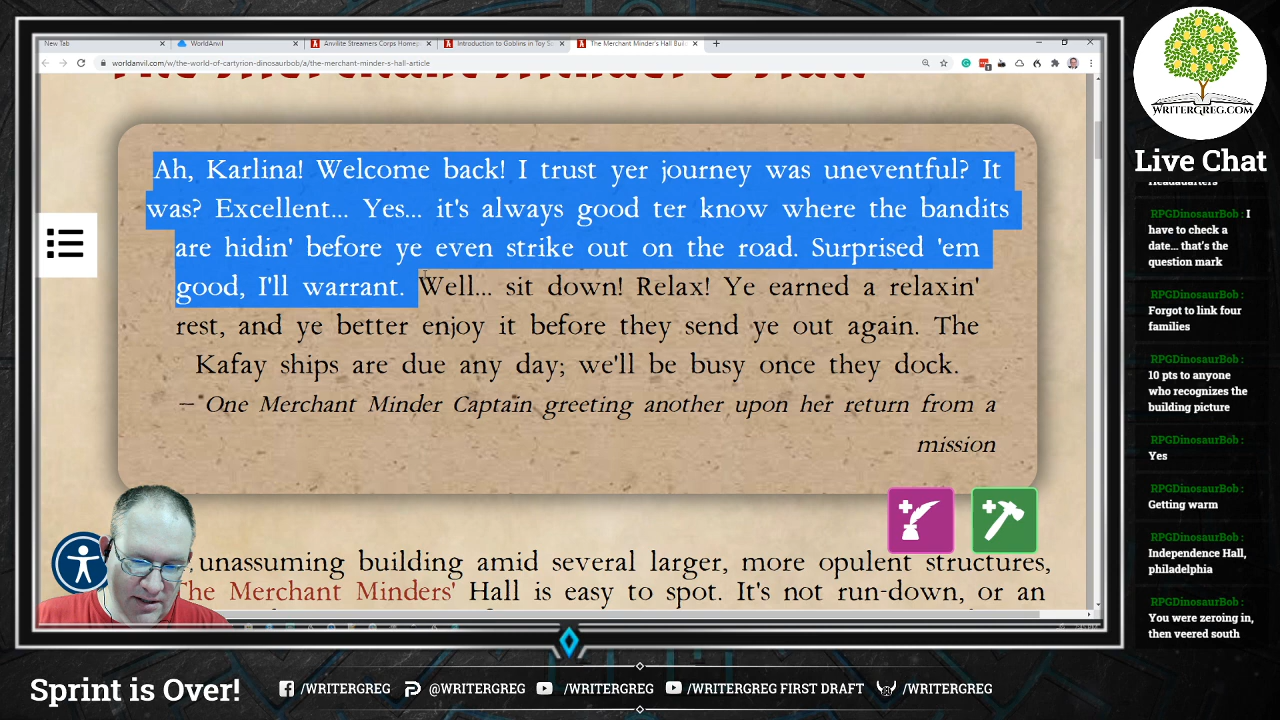 New Tab
WorldAnvil
Anvilite Streamers Corps Home
Introduction to Goblins in Toy S
The Merchant Minder's Hall Buil
worldanvil.com/w/the-world-of-cartyrion-dinosaurbob/a/the-merchant-minder-s-hall-article
Ah, Karlina! Welcome back! I trust yer journey was uneventful? It
was? Excellent... Yes... it's always good ter know where the bandits
are hidin' before ye even strike out on the road. Surprised 'em
good, I'll warrant. Well... sit down! Relax! Ye earned a relaxin'
rest, and ye better enjoy it before they send ye out again. The
Kafay ships are due any day; we'll be busy once they dock.
— One Merchant Minder Captain greeting another upon her return from a
mission
unassuming building amid several larger, more opulent structures,
The Merchant Minders' Hall is easy to spot. It's not run-down, or an
WRITERGREG.COM
Live Chat
Headquarters
RPGDinosaurBob : I
have to check a
date... that's the
question mark
RPGDinosaurBob :
Forgot to link four
families
RPGDinosaurBob :
10 pts to anyone
who recognizes the
building picture
RPGDinosaurBob :
Yes
RPGDinosaurBob :
Getting warm
RPGDinosaurBob :
Independence Hall,
philadelphia
RPGDinosaurBob :
You were zeroing in,
then veered south
Sprint is Over!
/WRITERGREG
@WRITERGREG
/WRITERGREG
/WRITERGREG FIRST DRAFT
/WRITERGREG